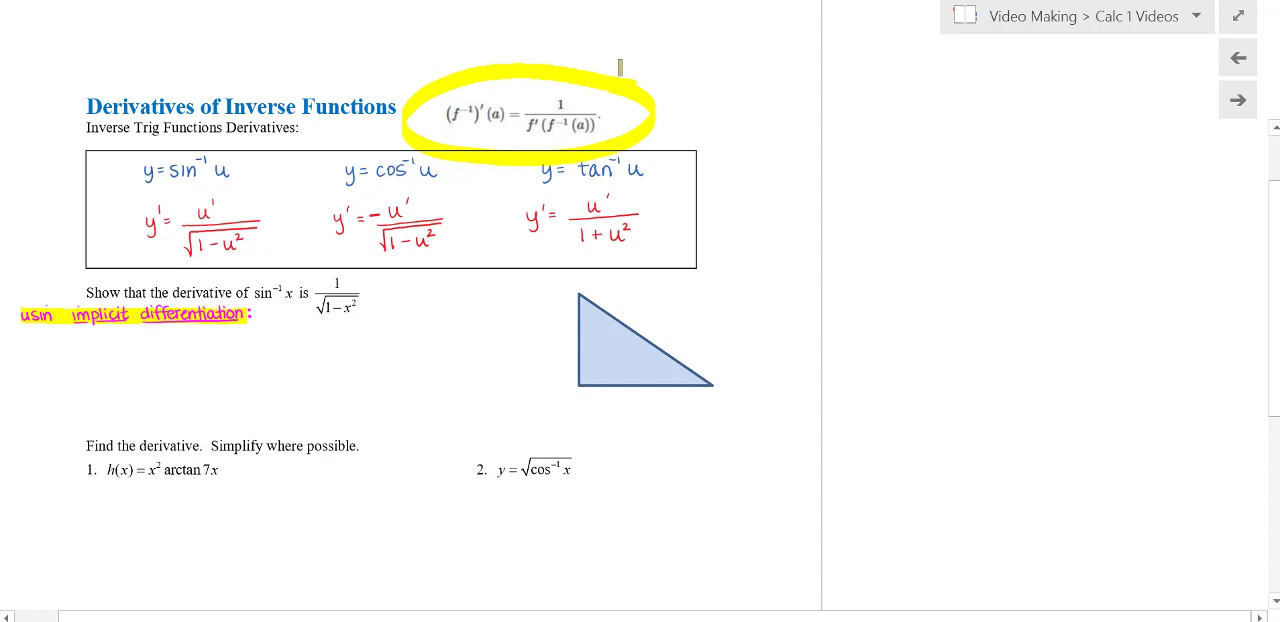 Video Making > Calc 1 Videos
Derivatives of Inverse Functions
(f⁻¹)′(a) = 1 / f′(f⁻¹(a)).
Inverse Trig Functions Derivatives:
y = sin⁻¹ u   y = cos⁻¹ u   y = tan⁻¹ u
y′ = u′ / √(1 − u²)   y′ = −u′ / √(1 − u²)   y′ = u′ / (1 + u²)
Show that the derivative of sin⁻¹ x is 1 / √(1 − x²)
usin implicit differentiation:
Find the derivative. Simplify where possible.
1. h(x) = x² arctan 7x   2. y = √(cos⁻¹ x)